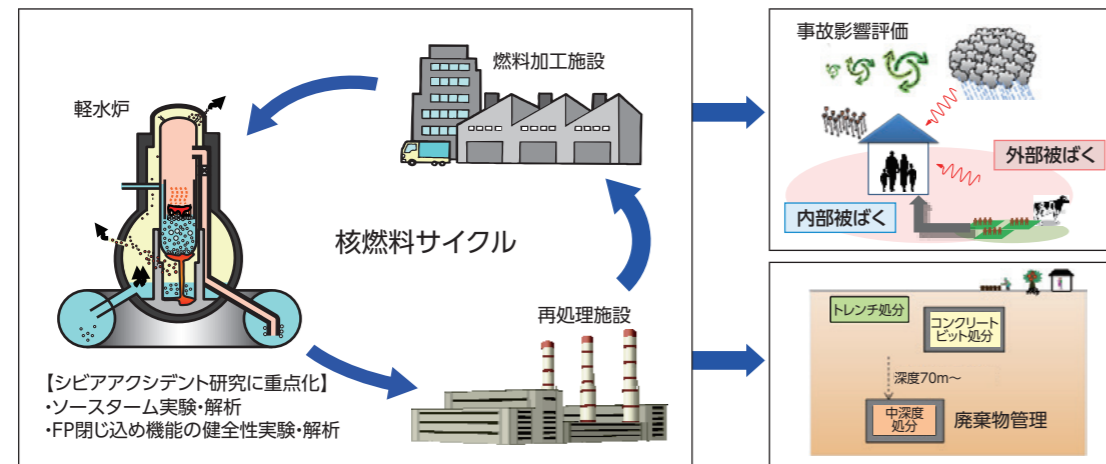 燃料加工施設
軽水炉
核燃料サイクル
再処理施設
【シビアアクシデント研究に重点化】
・ソースターム実験・解析
・FP閉じ込め機能の健全性実験・解析
事故影響評価
外部被ばく
内部被ばく
トレンチ処分
コンクリート
ピット処分
深度70m～
中深度
処分
廃棄物管理